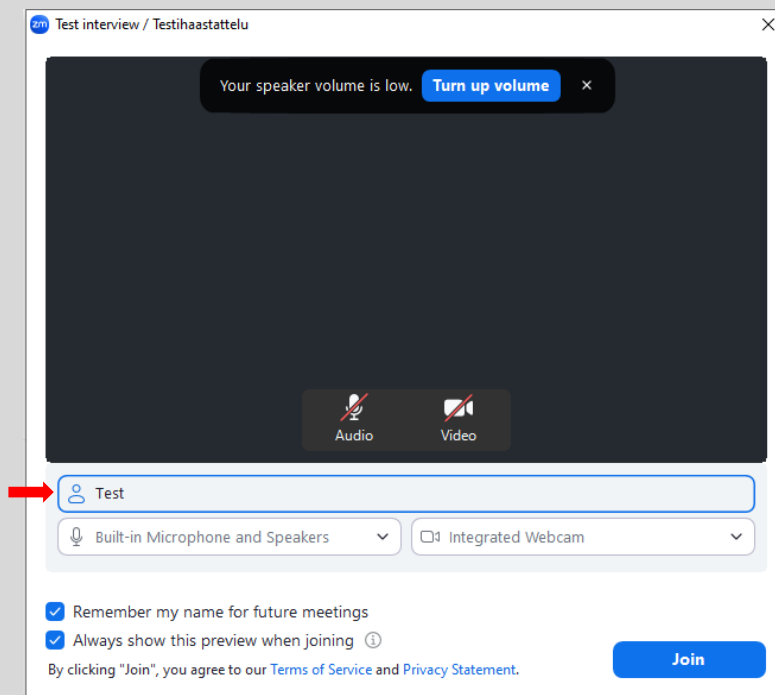 zm Test interview / Testihaastattelu
Your speaker volume is low. Turn up volume
Audio Video
Test
Built-in Microphone and Speakers Integrated Webcam
Remember my name for future meetings
Always show this preview when joining
By clicking "Join", you agree to our Terms of Service and Privacy Statement.
Join